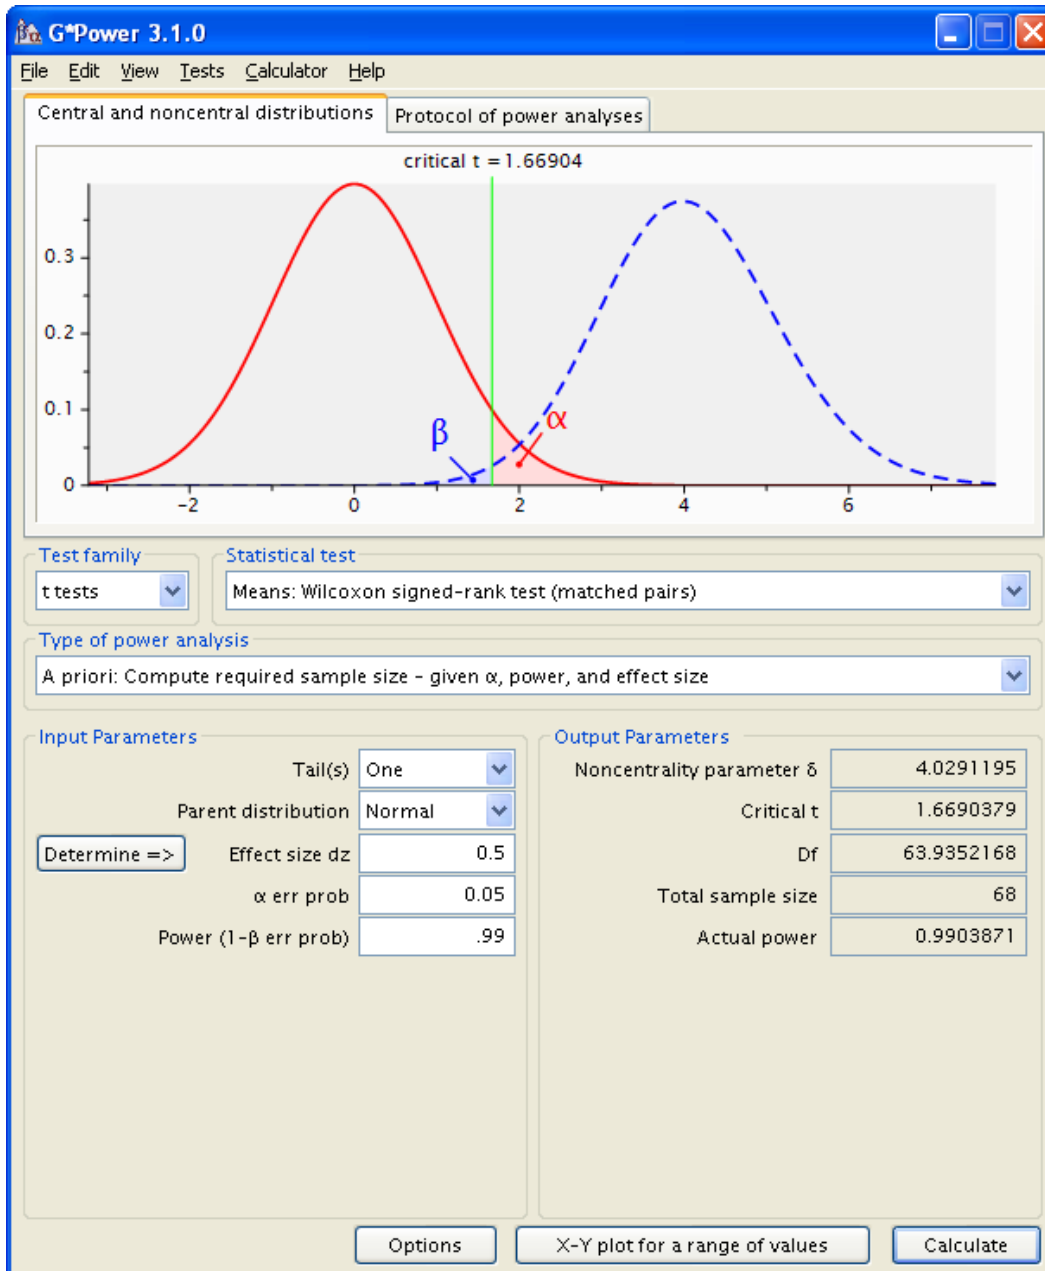 G*Power 3.1.0
File Edit View Tests Calculator Help
Central and noncentral distributions Protocol of power analyses
critical t = 1.66904
0.3
0.2
0.1
0
β
α
-2 0 2 4 6
Test family Statistical test
t tests Means: Wilcoxon signed-rank test (matched pairs)
Type of power analysis
A priori: Compute required sample size - given α, power, and effect size
Input Parameters Output Parameters
Tail(s) One Noncentrality parameter δ 4.0291195
Parent distribution Normal Critical t 1.6690379
Determine => Effect size dz 0.5 Df 63.9352168
α err prob 0.05 Total sample size 68
Power (1-β err prob) .99 Actual power 0.9903871
Options X-Y plot for a range of values Calculate